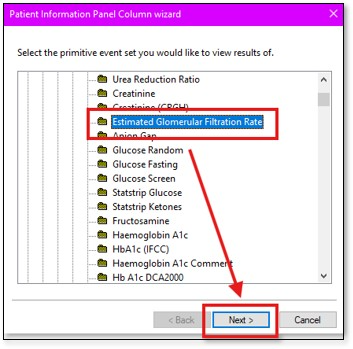 Patient Information Panel Column wizard
Select the primitive event set you would like to view results of.
Urea Reduction Ratio
Creatinine
Creatinine (CPGH)
Estimated Glomerular Filtration Rate
Anion Gap
Glucose Random
Glucose Fasting
Glucose Screen
Statstrip Glucose
Statstrip Ketones
Fructosamine
Haemoglobin A1c
HbA1c (IFCC)
Haemoglobin A1c Comment
Hb A1c DCA2000
< Back Next > Cancel